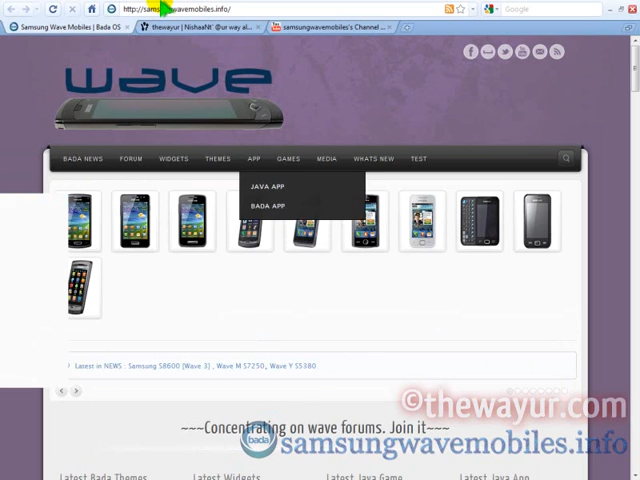 http://samsungwavemobiles.info/
Google
Samsung Wave Mobiles | Bada OS
thewayur | NishaaNt' @ur way al...
samsungwavemobiles's Channel ...
wave
BADA NEWS FORUM WIDGETS THEMES APP GAMES MEDIA WHATS NEW TEST
JAVA APP
BADA APP
Latest in NEWS : Samsung S8600 [Wave 3] , Wave M S7250, Wave Y S5380
©thewayur.com
~~~Concentrating on wave forums. Join it~~~
bada
samsungwavemobiles.info
Latest Bada Themes Latest Widgets Latest Java Game Latest Java App